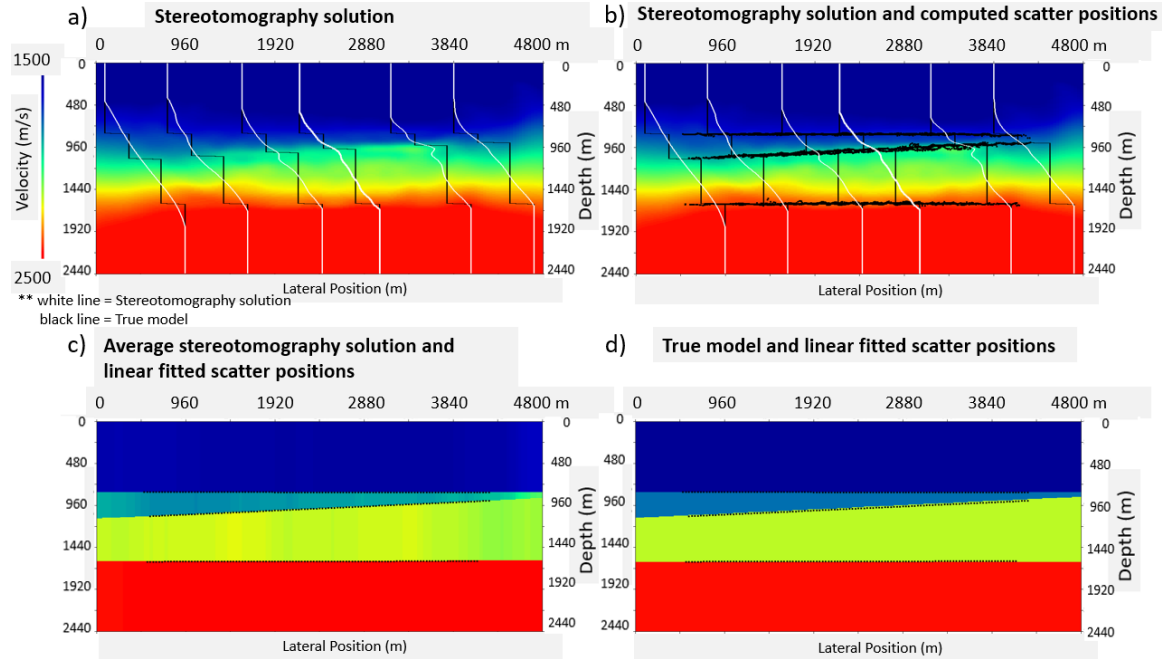 a) Stereotomography solution
0 960 1920 2880 3840 4800 m
1500
Velocity (m/s)
2500
0
480
960
1440
1920
2440
0
480
960
1440
1920
2440
Depth (m)
Lateral Position (m)
** white line = Stereotomography solution
black line = True model
b) Stereotomography solution and computed scatter positions
0 960 1920 2880 3840 4800 m
0
480
960
1440
1920
2440
0
480
960
1440
1920
2440
Depth (m)
Lateral Position (m)
c) Average stereotomography solution and
linear fitted scatter positions
0 960 1920 2880 3840 4800 m
0
480
960
1440
1920
2440
0
480
960
1440
1920
2440
Depth (m)
Lateral Position (m)
d) True model and linear fitted scatter positions
0 960 1920 2880 3840 4800 m
0
480
960
1440
1920
2440
0
480
960
1440
1920
2440
Depth (m)
Lateral Position (m)